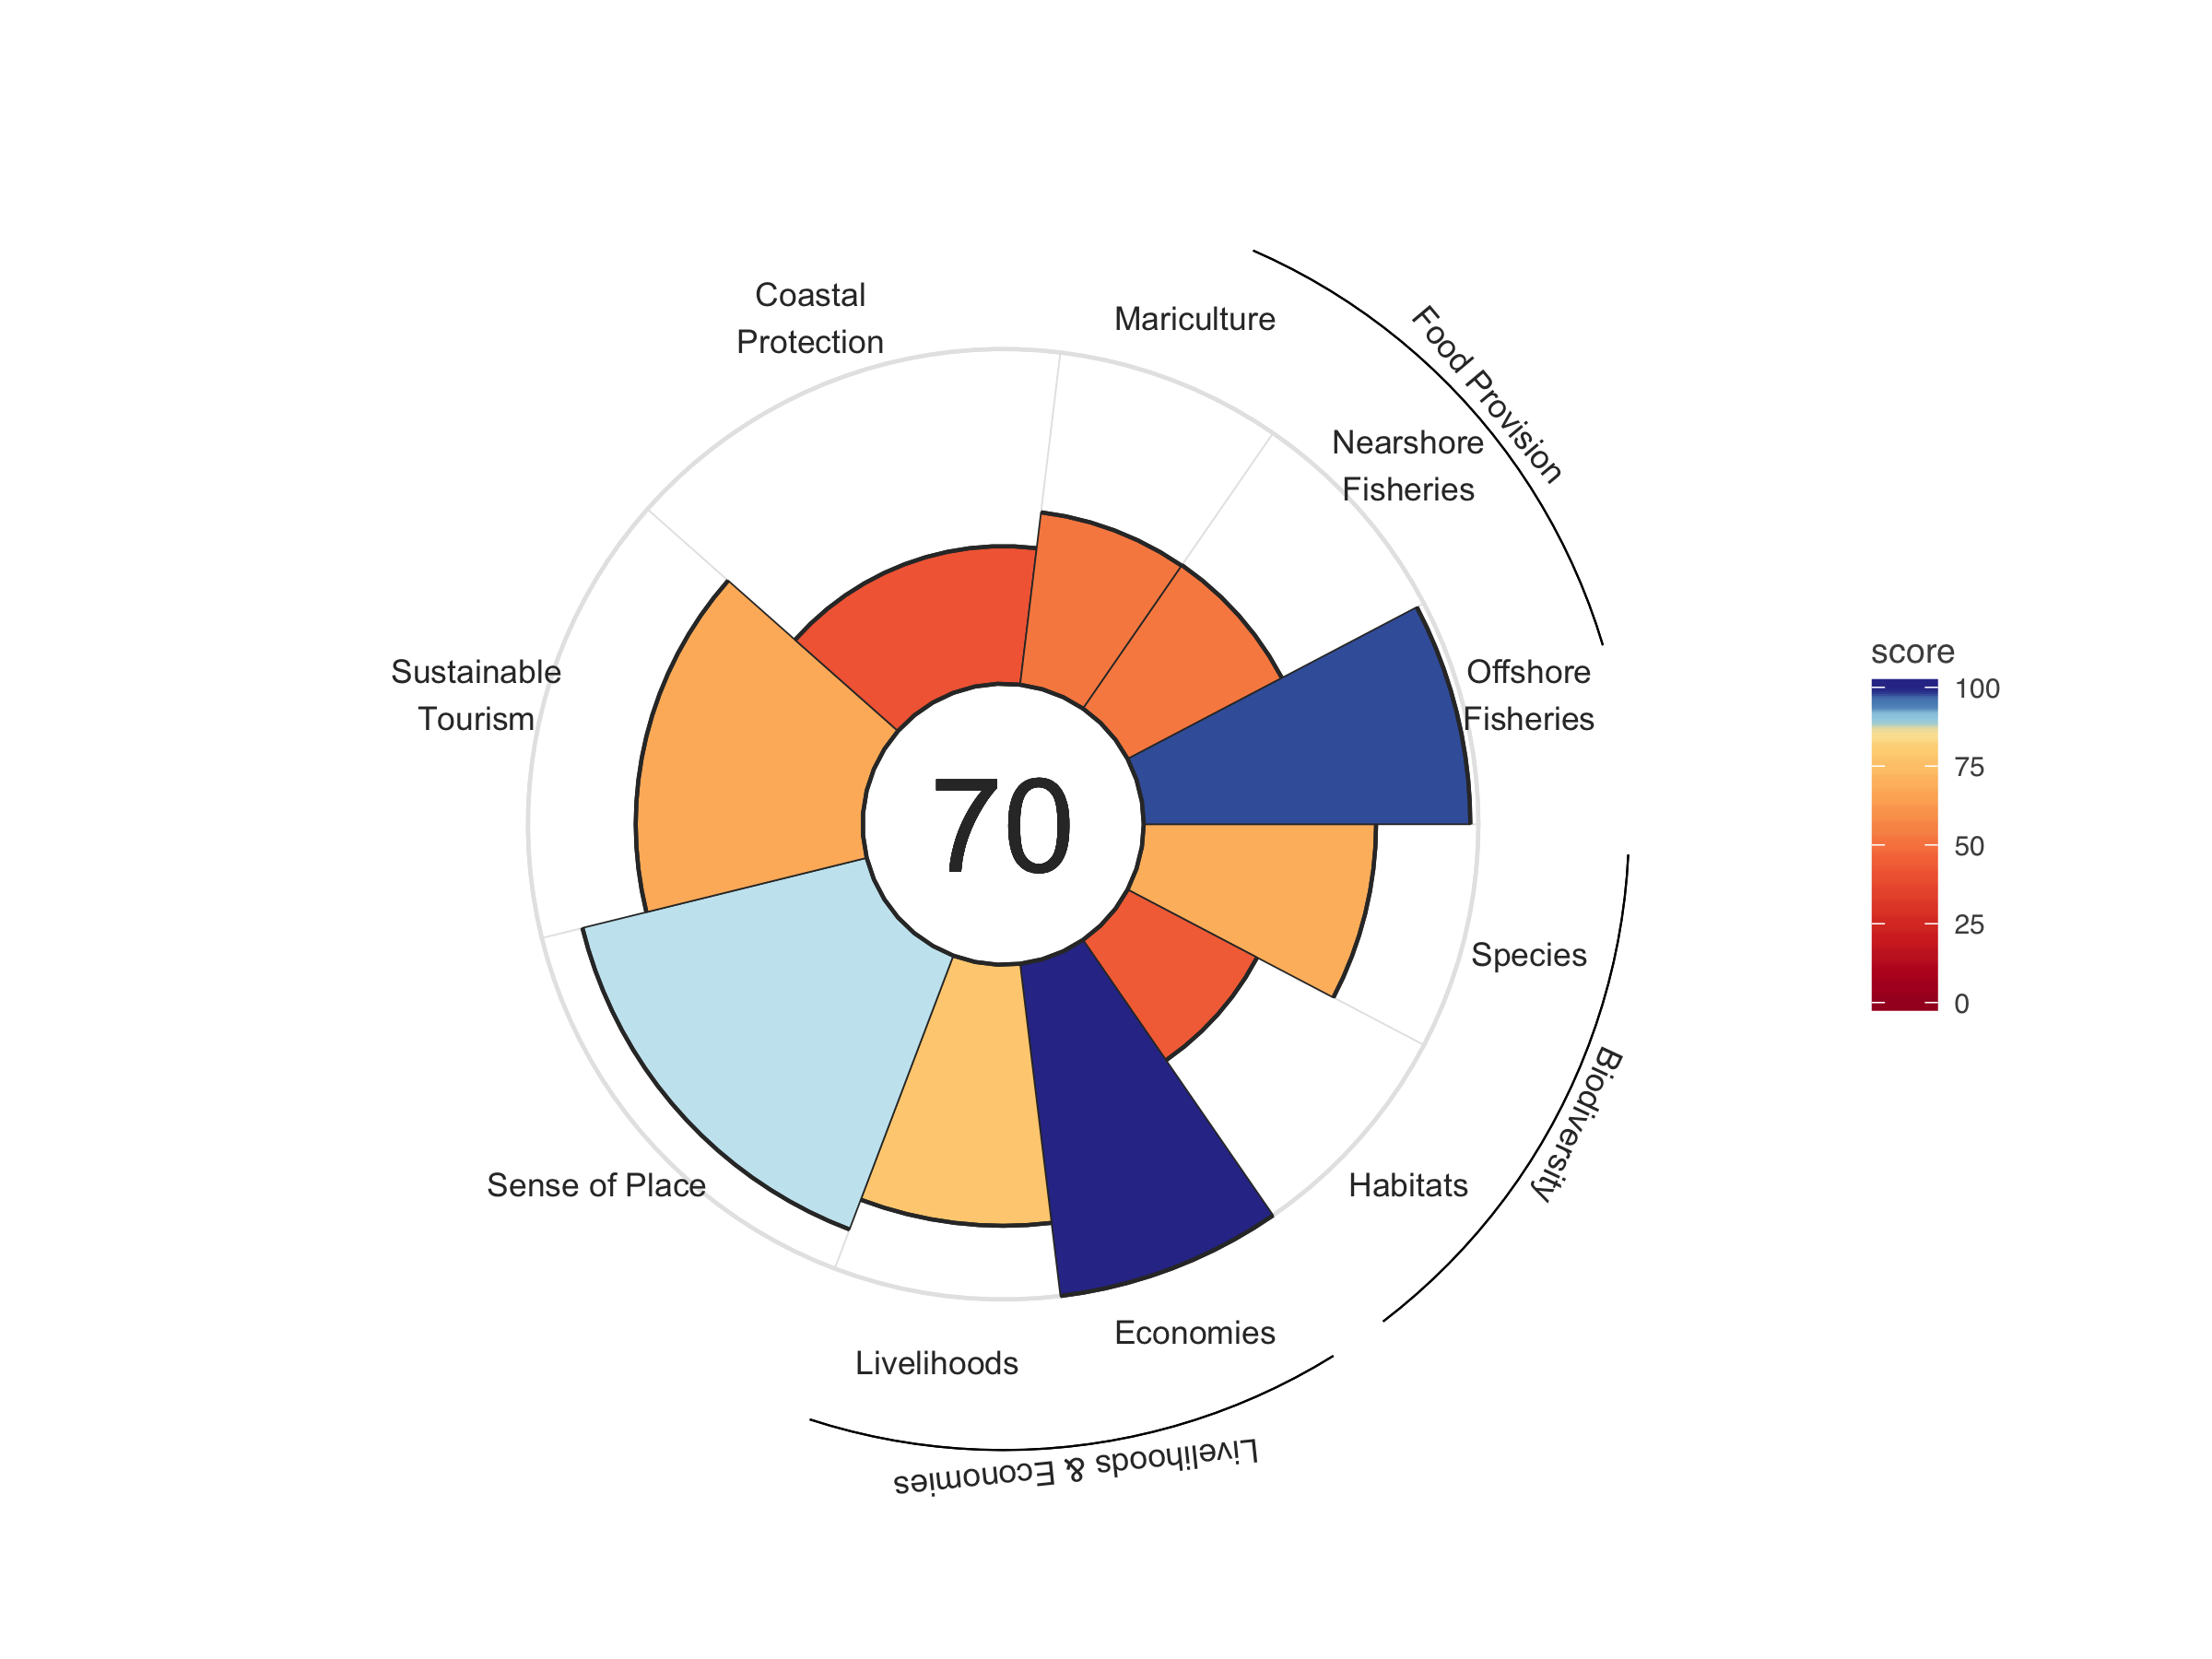 Coastal
Protection
Mariculture
Food Provision
Nearshore
Fisheries
Sustainable
Tourism
Offshore
Fisheries
score
100
75
50
25
0
70
Species
Biodiversity
Sense of Place
Habitats
Economies
Livelihoods
Livelihoods & Economies